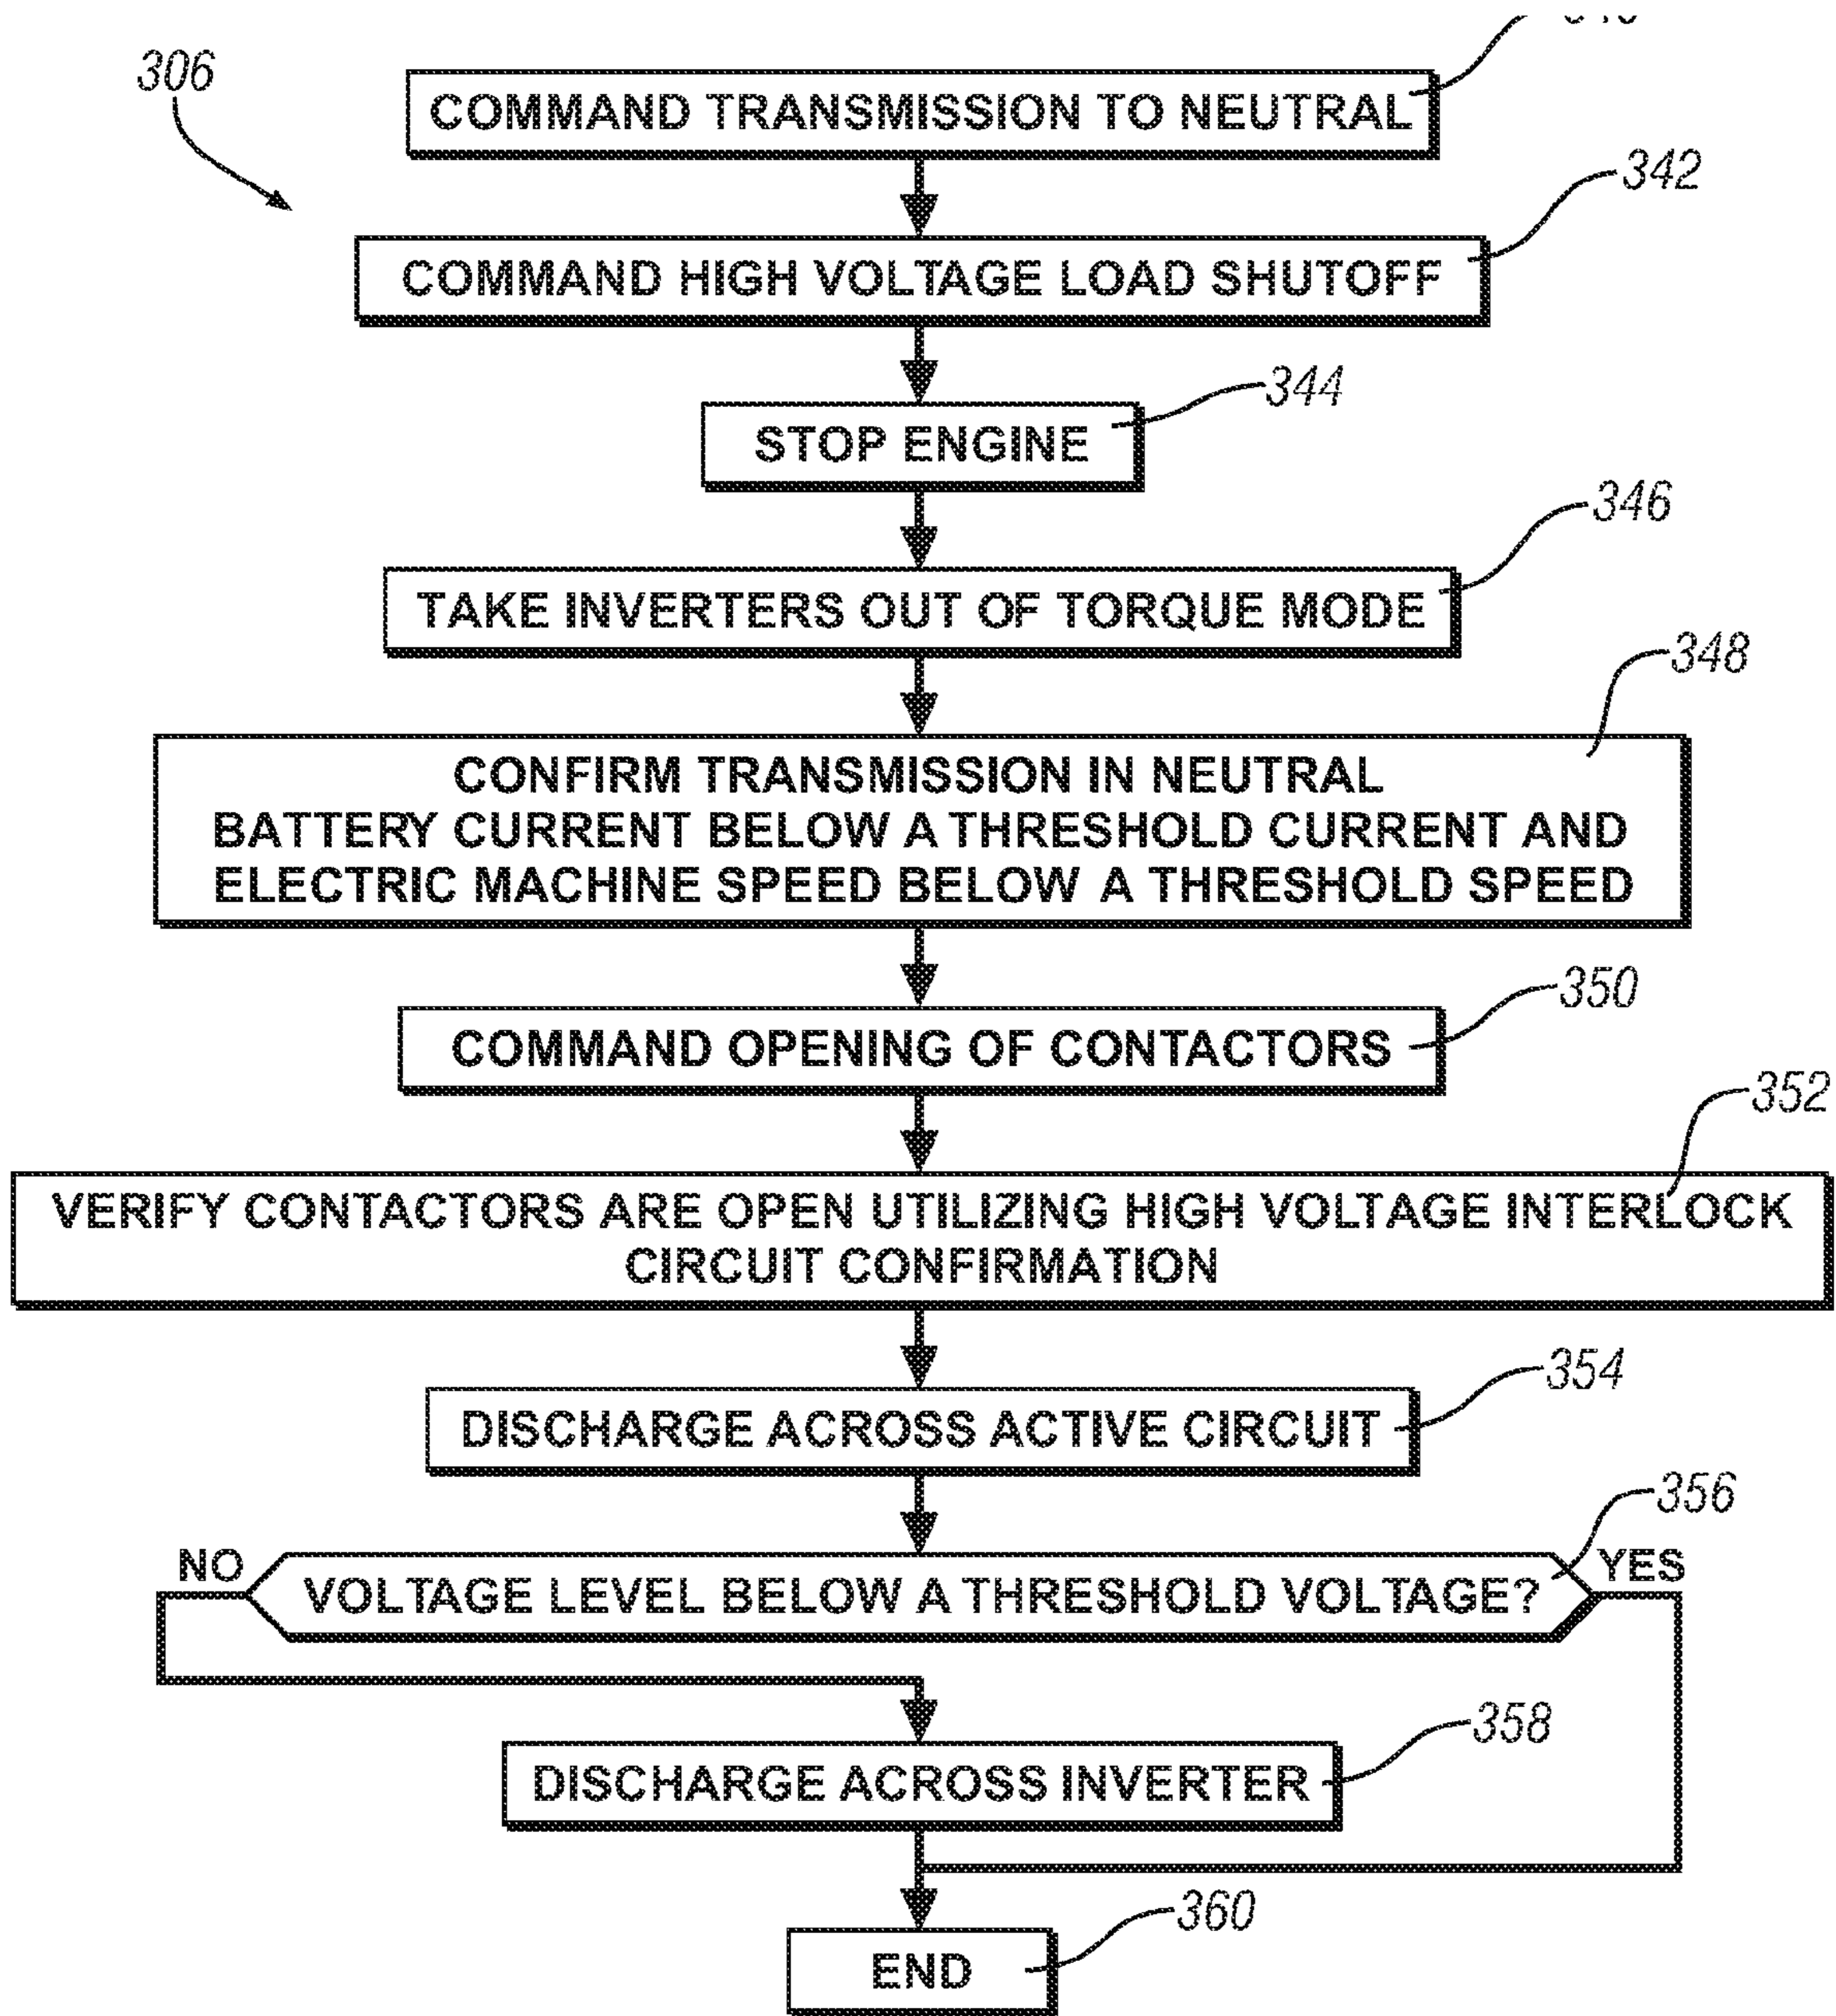 306
COMMAND TRANSMISSION TO NEUTRAL
342
COMMAND HIGH VOLTAGE LOAD SHUTOFF
344
STOP ENGINE
346
TAKE INVERTERS OUT OF TORQUE MODE
348
CONFIRM TRANSMISSION IN NEUTRAL
BATTERY CURRENT BELOW A THRESHOLD CURRENT AND
ELECTRIC MACHINE SPEED BELOW A THRESHOLD SPEED
350
COMMAND OPENING OF CONTACTORS
352
VERIFY CONTACTORS ARE OPEN UTILIZING HIGH VOLTAGE INTERLOCK
CIRCUIT CONFIRMATION
354
DISCHARGE ACROSS ACTIVE CIRCUIT
356
NO
VOLTAGE LEVEL BELOW A THRESHOLD VOLTAGE?
YES
358
DISCHARGE ACROSS INVERTER
360
END